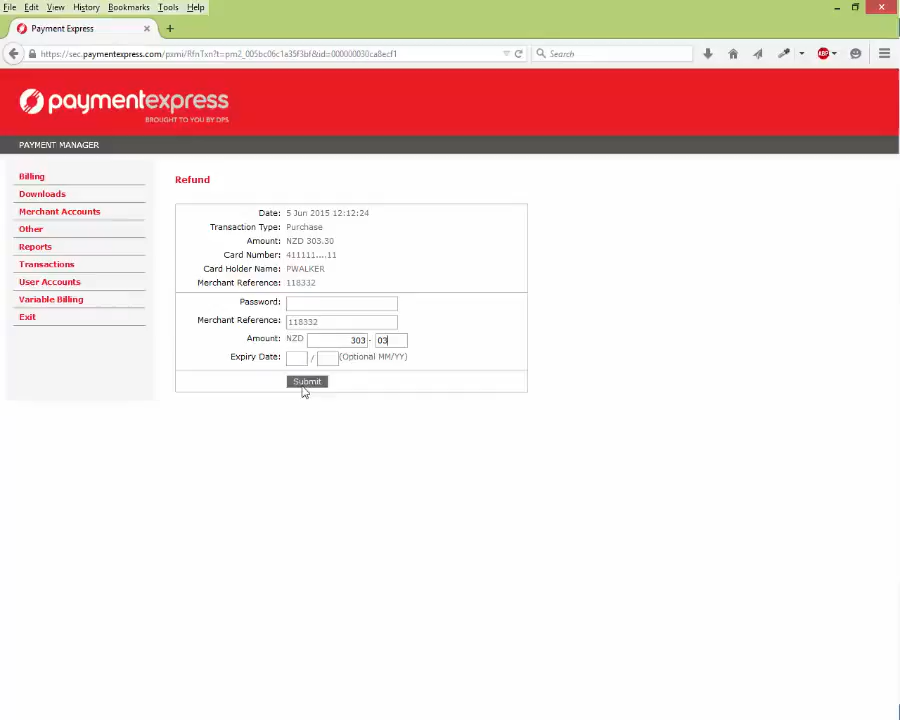 File Edit View History Bookmarks Tools Help
Payment Express
https://sec.paymentexpress.com/pxmi/RfnTxn?t=pm2_005bc06c1a35f3bf&id=000000030ca8ecf1
Search
ABP
paymentexpress
BROUGHT TO YOU BY DPS
PAYMENT MANAGER
Billing
Downloads
Merchant Accounts
Other
Reports
Transactions
User Accounts
Variable Billing
Exit
Refund
Date: 5 Jun 2015 12:12:24
Transaction Type: Purchase
Amount: NZD 303.30
Card Number: 411111....11
Card Holder Name: PWALKER
Merchant Reference: 118332
Password:
Merchant Reference: 118332
Amount: NZD 303 - 03
Expiry Date: / (Optional MM/YY)
Submit